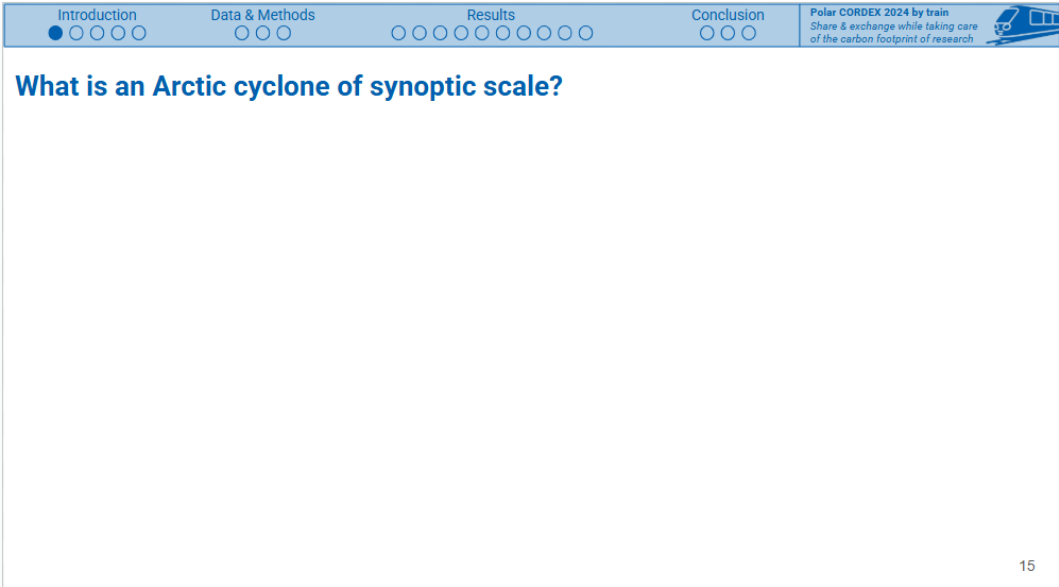 Introduction
Data & Methods
Results
Conclusion
Polar CORDEX 2024 by train
Share & exchange while taking care
of the carbon footprint of research
What is an Arctic cyclone of synoptic scale?
15